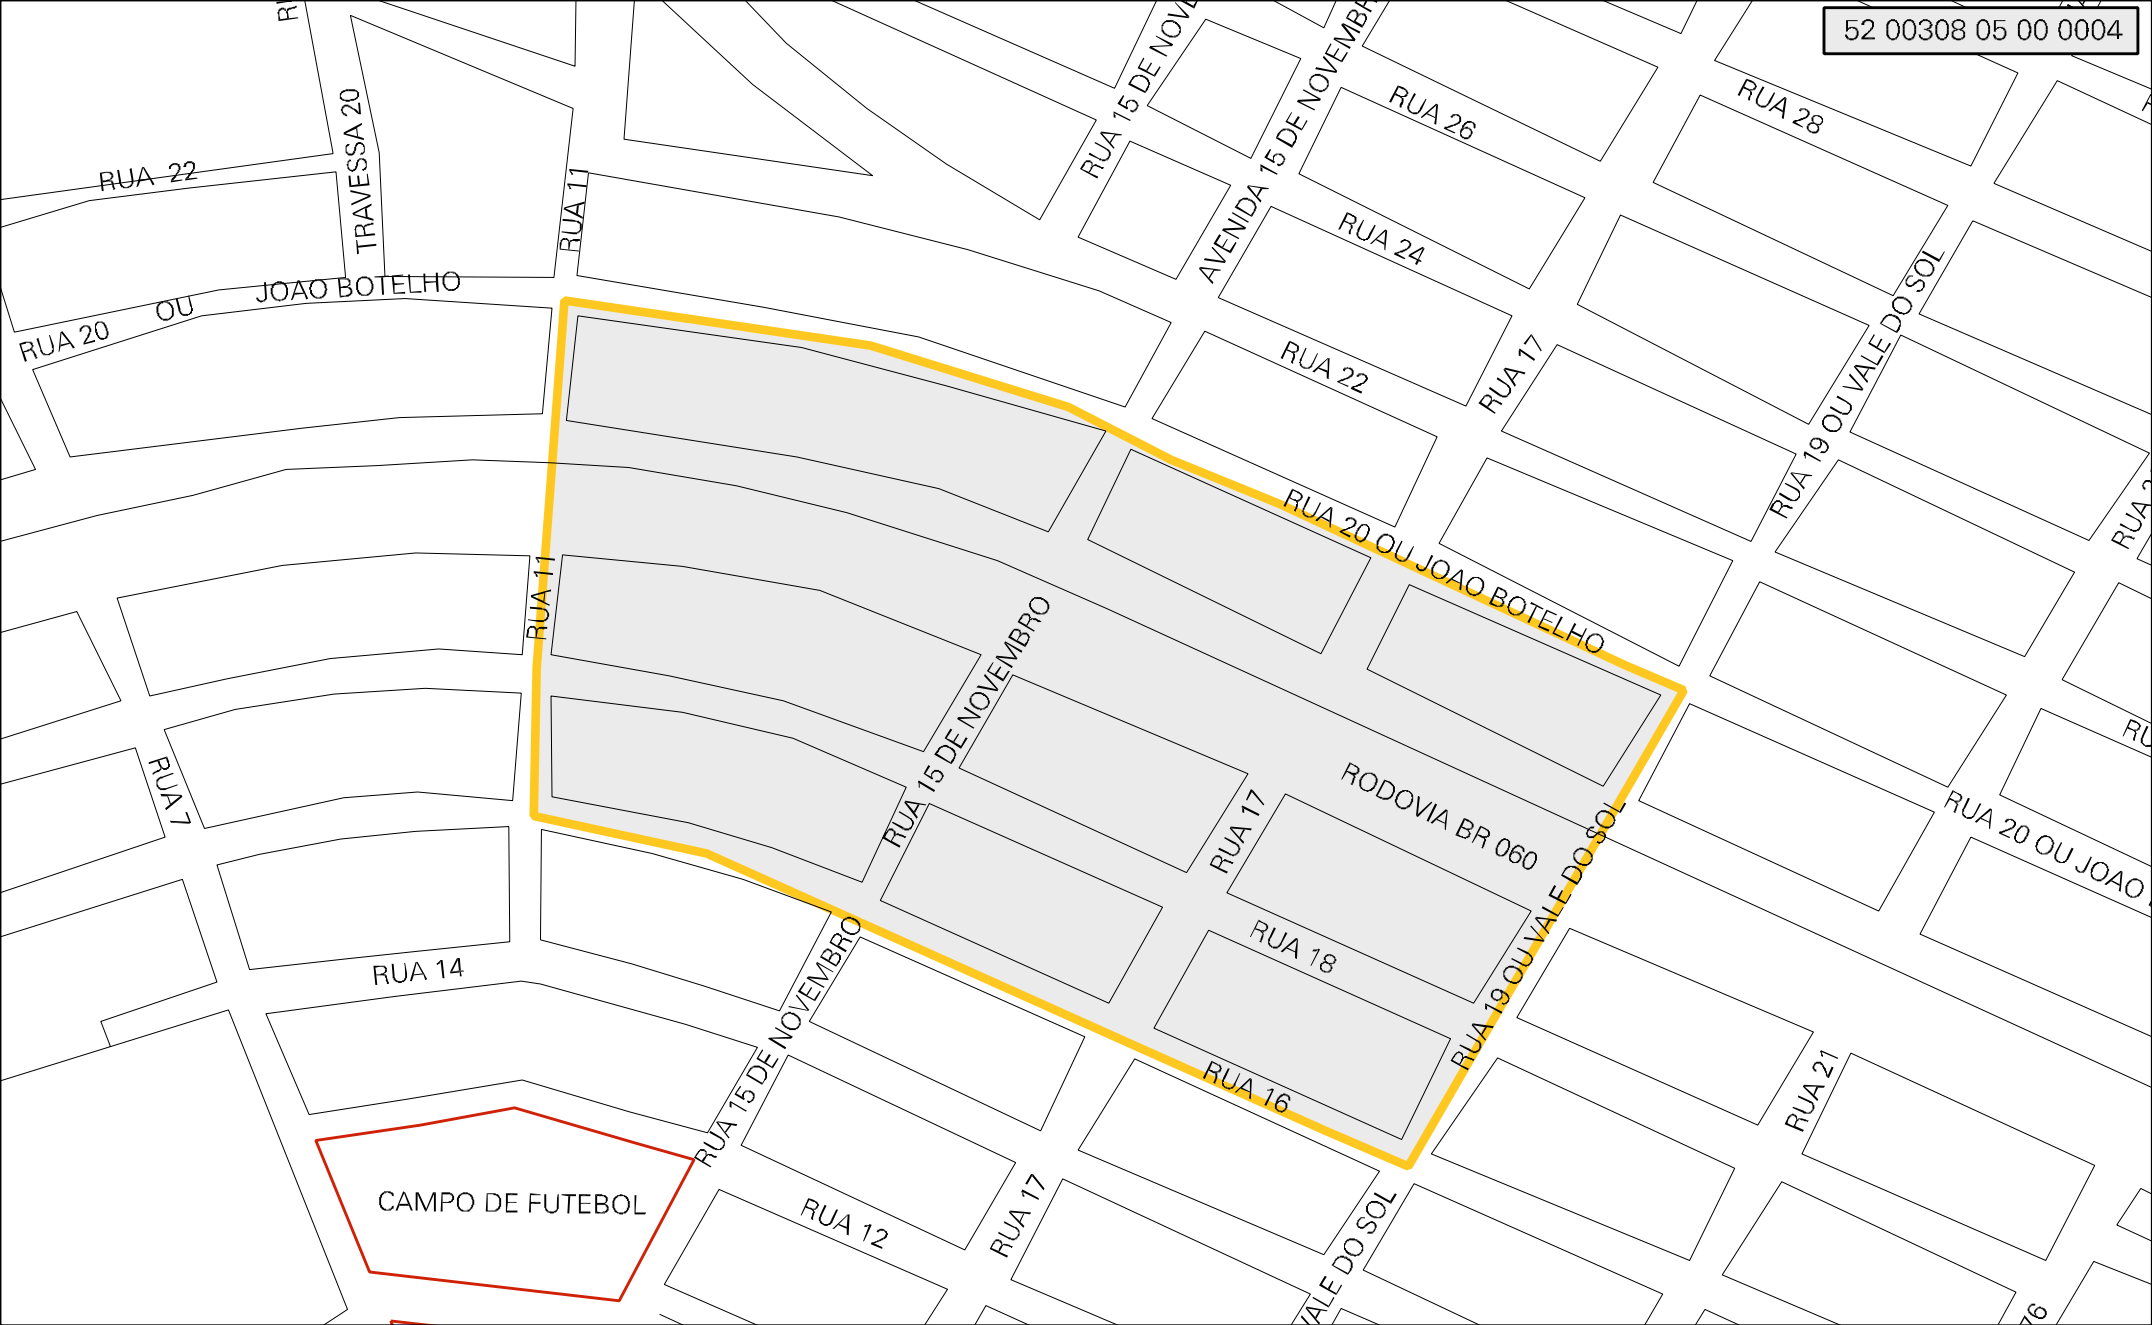 52 00308 05 00 0004
RUA 15 DE NOVE
AVENIDA 15 DE NOVEMBR
RUA 26
RUA 28
RUA 22
TRAVESSA 20
RUA 11
RUA 24
RUA 20 OU JOAO BOTELHO
RUA 22
RUA 17
RUA 19 OU VALE DO SOL
RUA 20 OU JOAO BOTELHO
RUA 11
RUA 15 DE NOVEMBRO
RUA 7
RUA 17
RODOVIA BR 060
RUA 19 OU VALE DO SOL
RUA 20 OU JOAO
RUA 18
RUA 14
RUA 15 DE NOVEMBRO
RUA 16
RUA 21
CAMPO DE FUTEBOL
RUA 12
RUA 17
VALE DO SOL